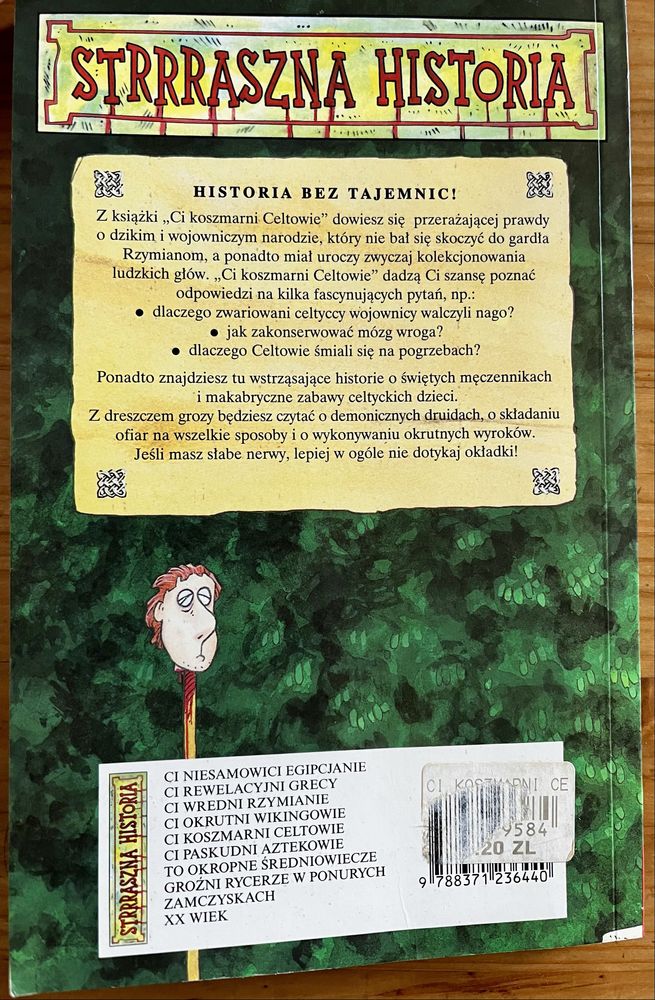 STRRRASZNA HISTORIA
HISTORIA BEZ TAJEMNIC!
Z książki „Ci koszmarni Celtowie” dowiesz się przerażającej prawdy
o dzikim i wojowniczym narodzie, który nie bał się skoczyć do gardła
Rzymianom, a ponadto miał uroczy zwyczaj kolekcjonowania
ludzkich głów. „Ci koszmarni Celtowie” dadzą Ci szansę poznać
odpowiedzi na kilka fascynujących pytań, np.:
• dlaczego zwariowani celtyccy wojownicy walczyli nago?
• jak zakonserwować mózg wroga?
• dlaczego Celtowie śmiali się na pogrzebach?
Ponadto znajdziesz tu wstrząsające historie o świętych męczennikach
i makabryczne zabawy celtyckich dzieci.
Z dreszczem grozy będziesz czytać o demonicznych druidach, o składaniu
ofiar na wszelkie sposoby i o wykonywaniu okrutnych wyroków.
Jeśli masz słabe nerwy, lepiej w ogóle nie dotykaj okładki!
STRRRASZNA HISTORIA
CI NIESAMOWICI EGIPCJANIE
CI REWELACYJNI GRECY
CI WREDNI RZYMIANIE
CI OKRUTNI WIKINGOWIE
CI KOSZMARNI CELTOWIE
CI PASKUDNI AZTEKOWIE
TO OKROPNE ŚREDNIOWIECZE
GROŹNI RYCERZE W PONURYCH
ZAMCZYSKACH
XX WIEK
CI KOSZMARNI CE
9584
.20 ZL
9 788371 236440